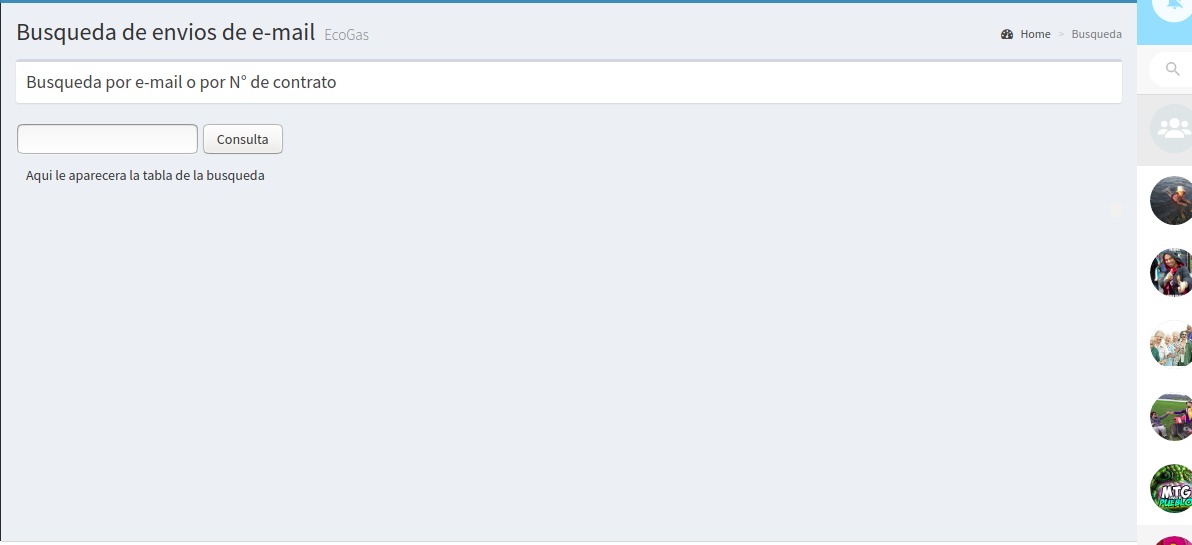 Busqueda de envios de e-mail EcoGas
Home > Busqueda
Busqueda por e-mail o por N° de contrato
Consulta
Aqui le aparecera la tabla de la busqueda
MTG
PUEBLO